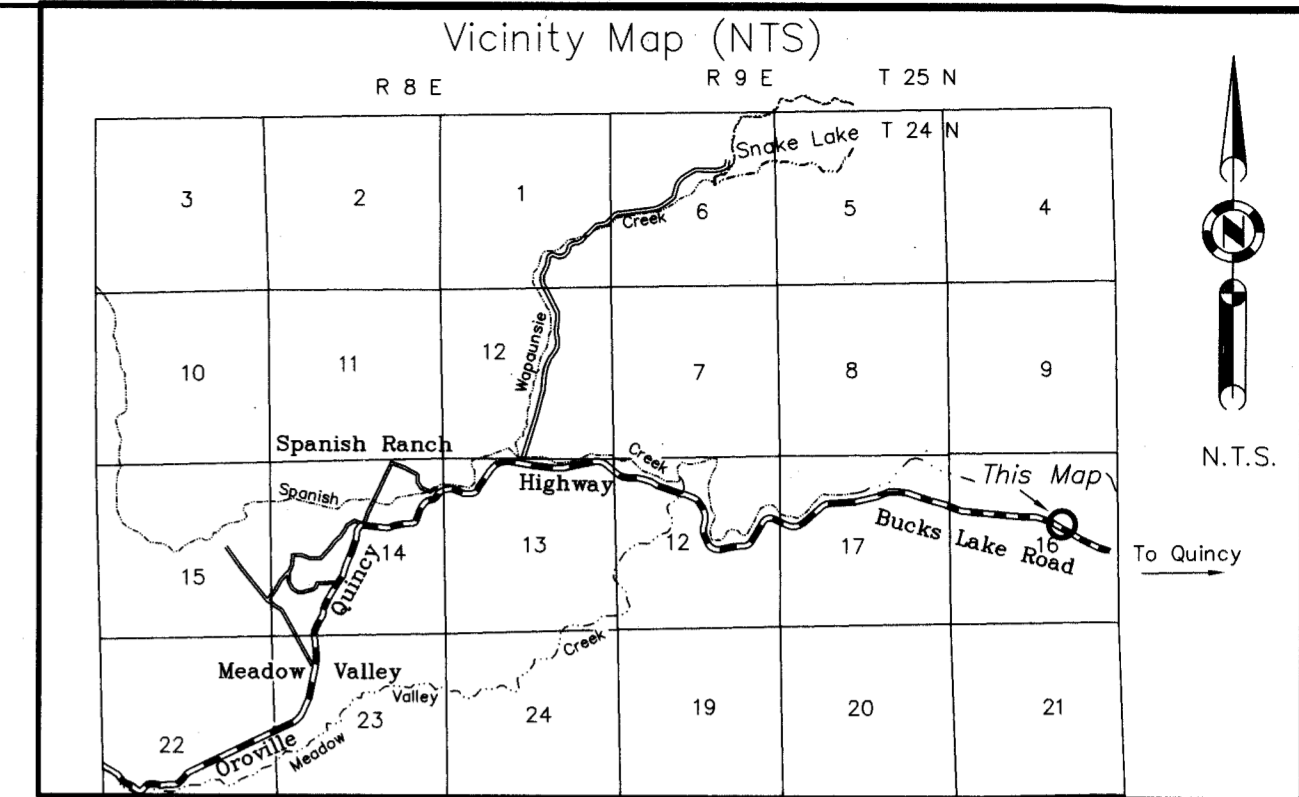 Vicinity Map (NTS)
R 8 E
R 9 E
T 25 N
T 24 N
Snake Lake
3
2
1
Creek
6
5
4
N
10
11
12
Wapaunsie
7
8
9
N.T.S.
Spanish Ranch
Highway
Creek
This Map
Spanish
15
14
Quincy
13
12
17
Bucks Lake Road
16
To Quincy
Meadow Valley
Creek
Valley
Meadow
22
Oroville
23
24
19
20
21